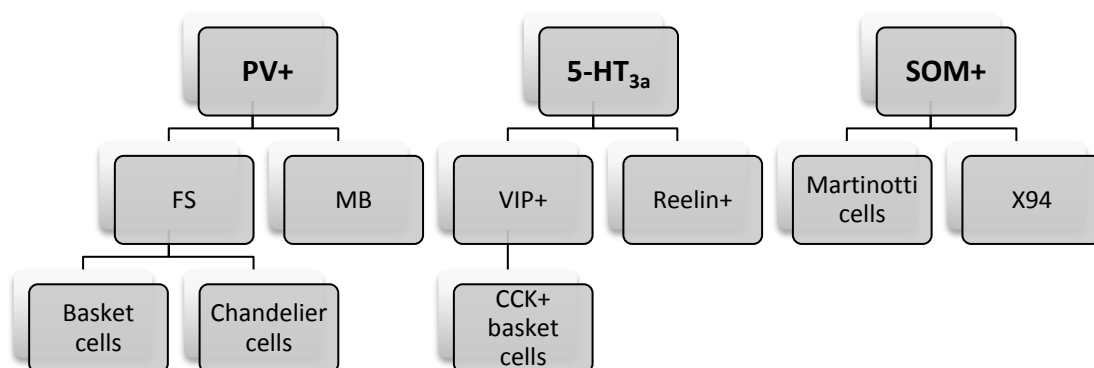 PV+
5-HT3a
SOM+
FS
MB
VIP+
Reelin+
Martinotti
cells
X94
Basket
cells
Chandelier
cells
CCK+
basket
cells